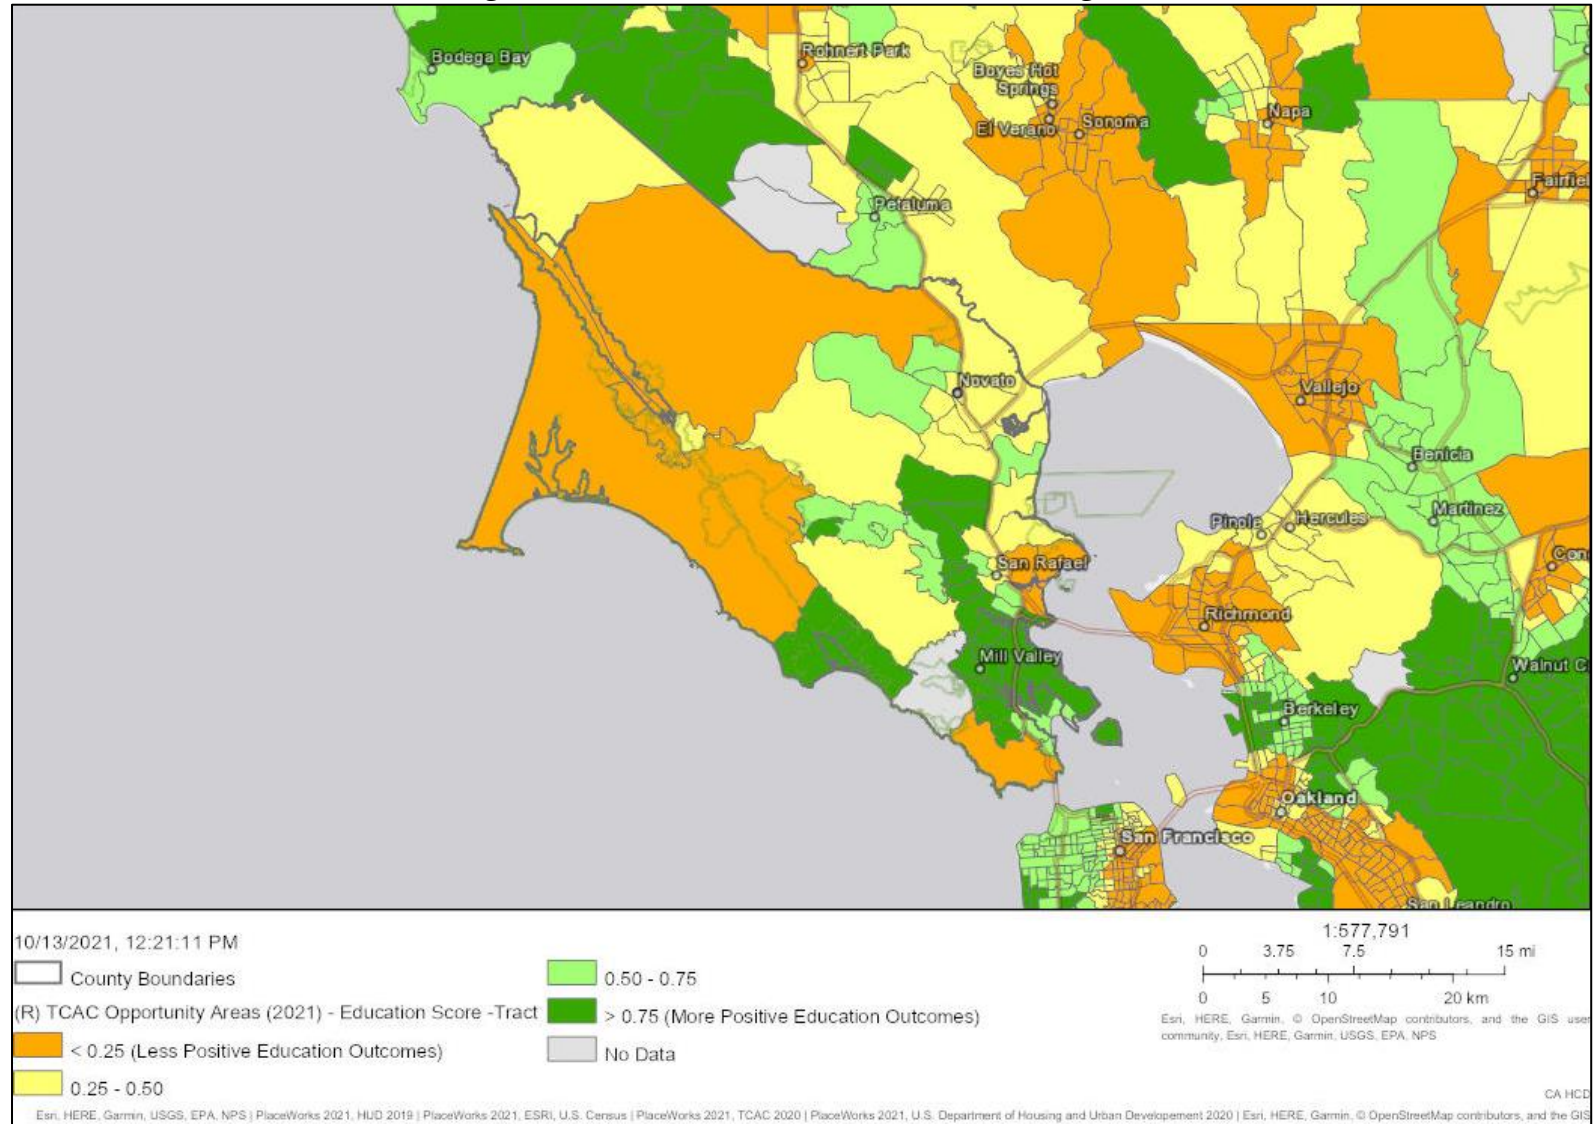 Bodega Bay
Rohnert Park
Boyes Hot
Springs
El Verano
Sonoma
Napa
Fairfie
Petaluma
Novato
Vallejo
Benicia
Martinez
Pinole
Hercules
Con
San Rafael
Richmond
Mill Valley
Walnut C
Berkeley
Oakland
San Francisco
San Leandro
10/13/2021, 12:21:11 PM
County Boundaries
(R) TCAC Opportunity Areas (2021) - Education Score -Tract
< 0.25 (Less Positive Education Outcomes)
0.25 - 0.50
0.50 - 0.75
> 0.75 (More Positive Education Outcomes)
No Data
1:577,791
0 3.75 7.5 15 mi
0 5 10 20 km
Esri, HERE, Garmin, © OpenStreetMap contributors, and the GIS user
community, Esri, HERE, Garmin, USGS, EPA, NPS
CA HCD
Esri, HERE, Garmin, USGS, EPA, NPS | PlaceWorks 2021, HUD 2019 | PlaceWorks 2021, ESRI, U.S. Census | PlaceWorks 2021, TCAC 2020 | PlaceWorks 2021, U.S. Department of Housing and Urban Developement 2020 | Esri, HERE, Garmin, © OpenStreetMap contributors, and the GIS